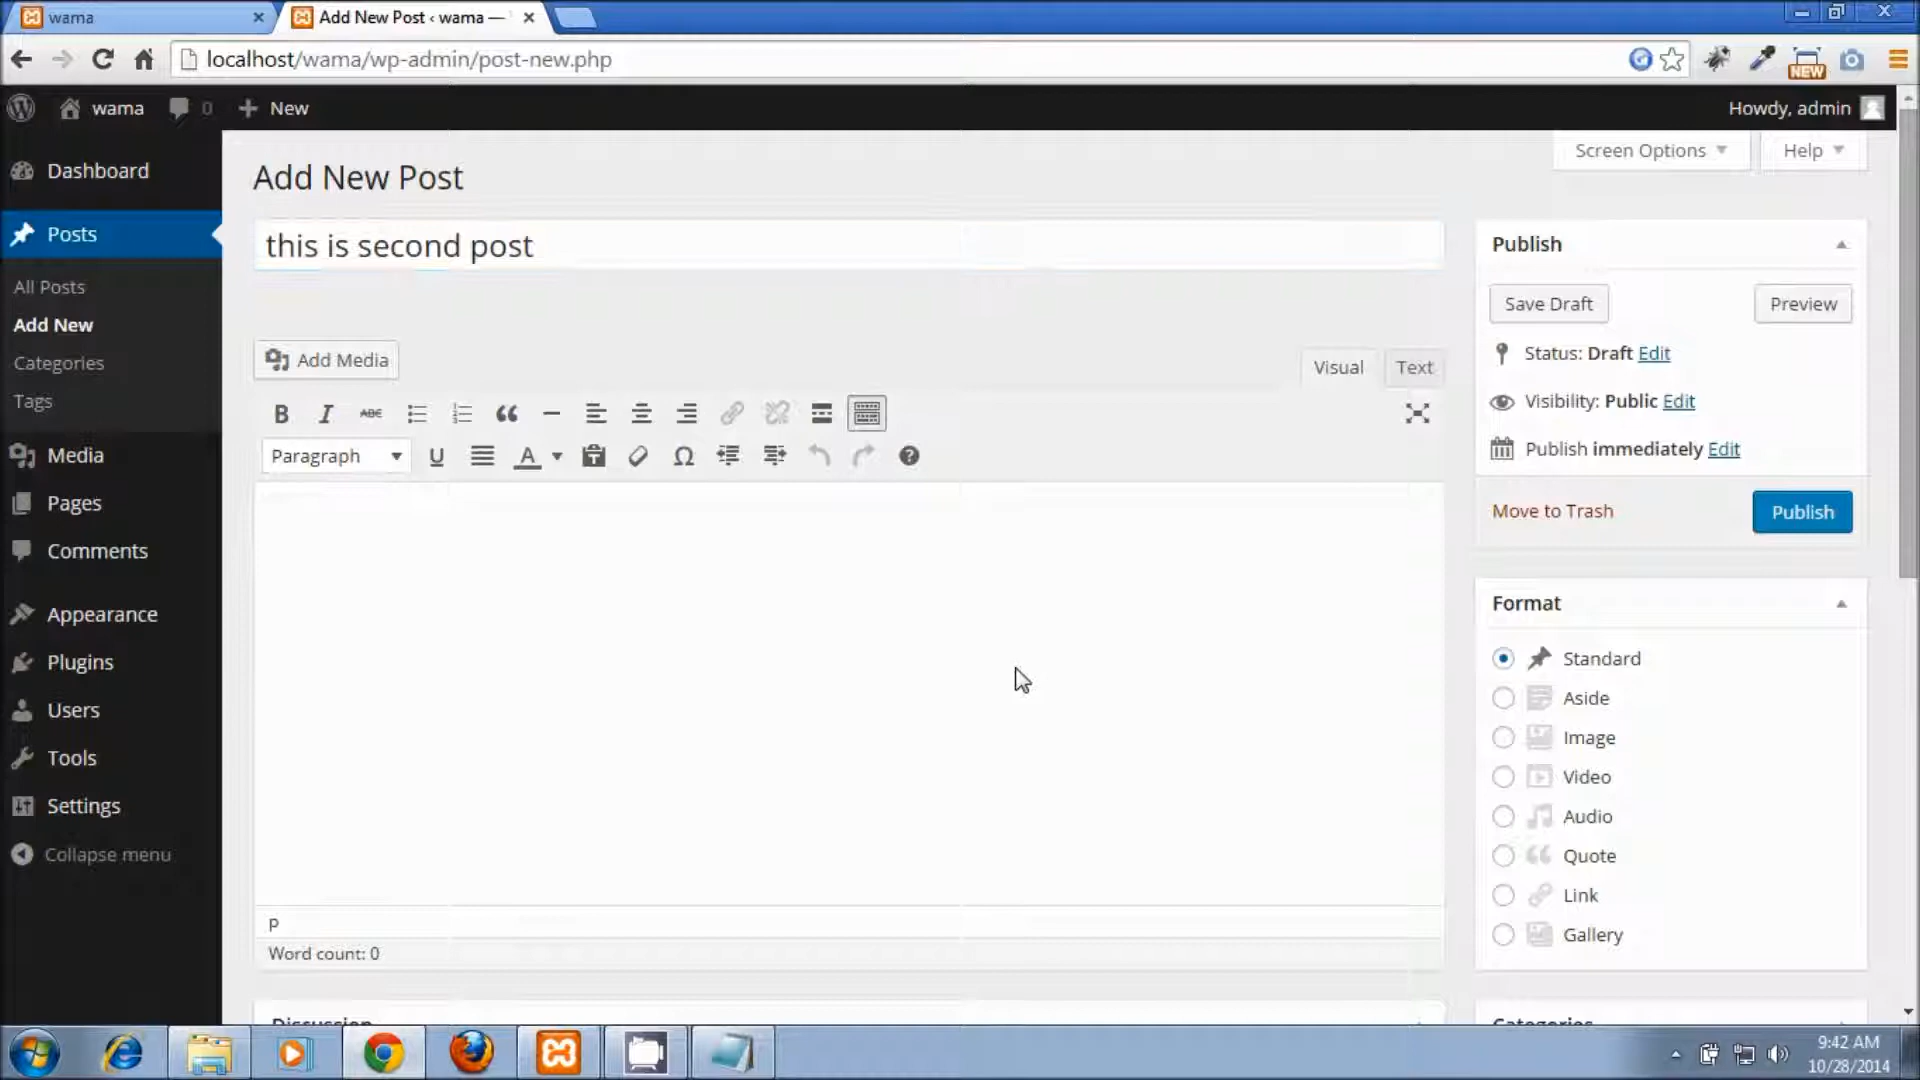 wama
Add New Post ‹ wama —
localhost/wama/wp-admin/post-new.php
NEW
wama
0
New
Howdy, admin
Dashboard
Posts
All Posts
Add New
Categories
Tags
Media
Pages
Comments
Appearance
Plugins
Users
Tools
Settings
Collapse menu
Screen Options
Help
Add New Post
this is second post
Add Media
Visual
Text
B I ABC
Paragraph
U A Ω
p
Word count: 0
Discussion
Publish
Save Draft
Preview
Status: Draft Edit
Visibility: Public Edit
Publish immediately Edit
Move to Trash
Publish
Format
Standard
Aside
Image
Video
Audio
Quote
Link
Gallery
Categories
9:42 AM
10/28/2014